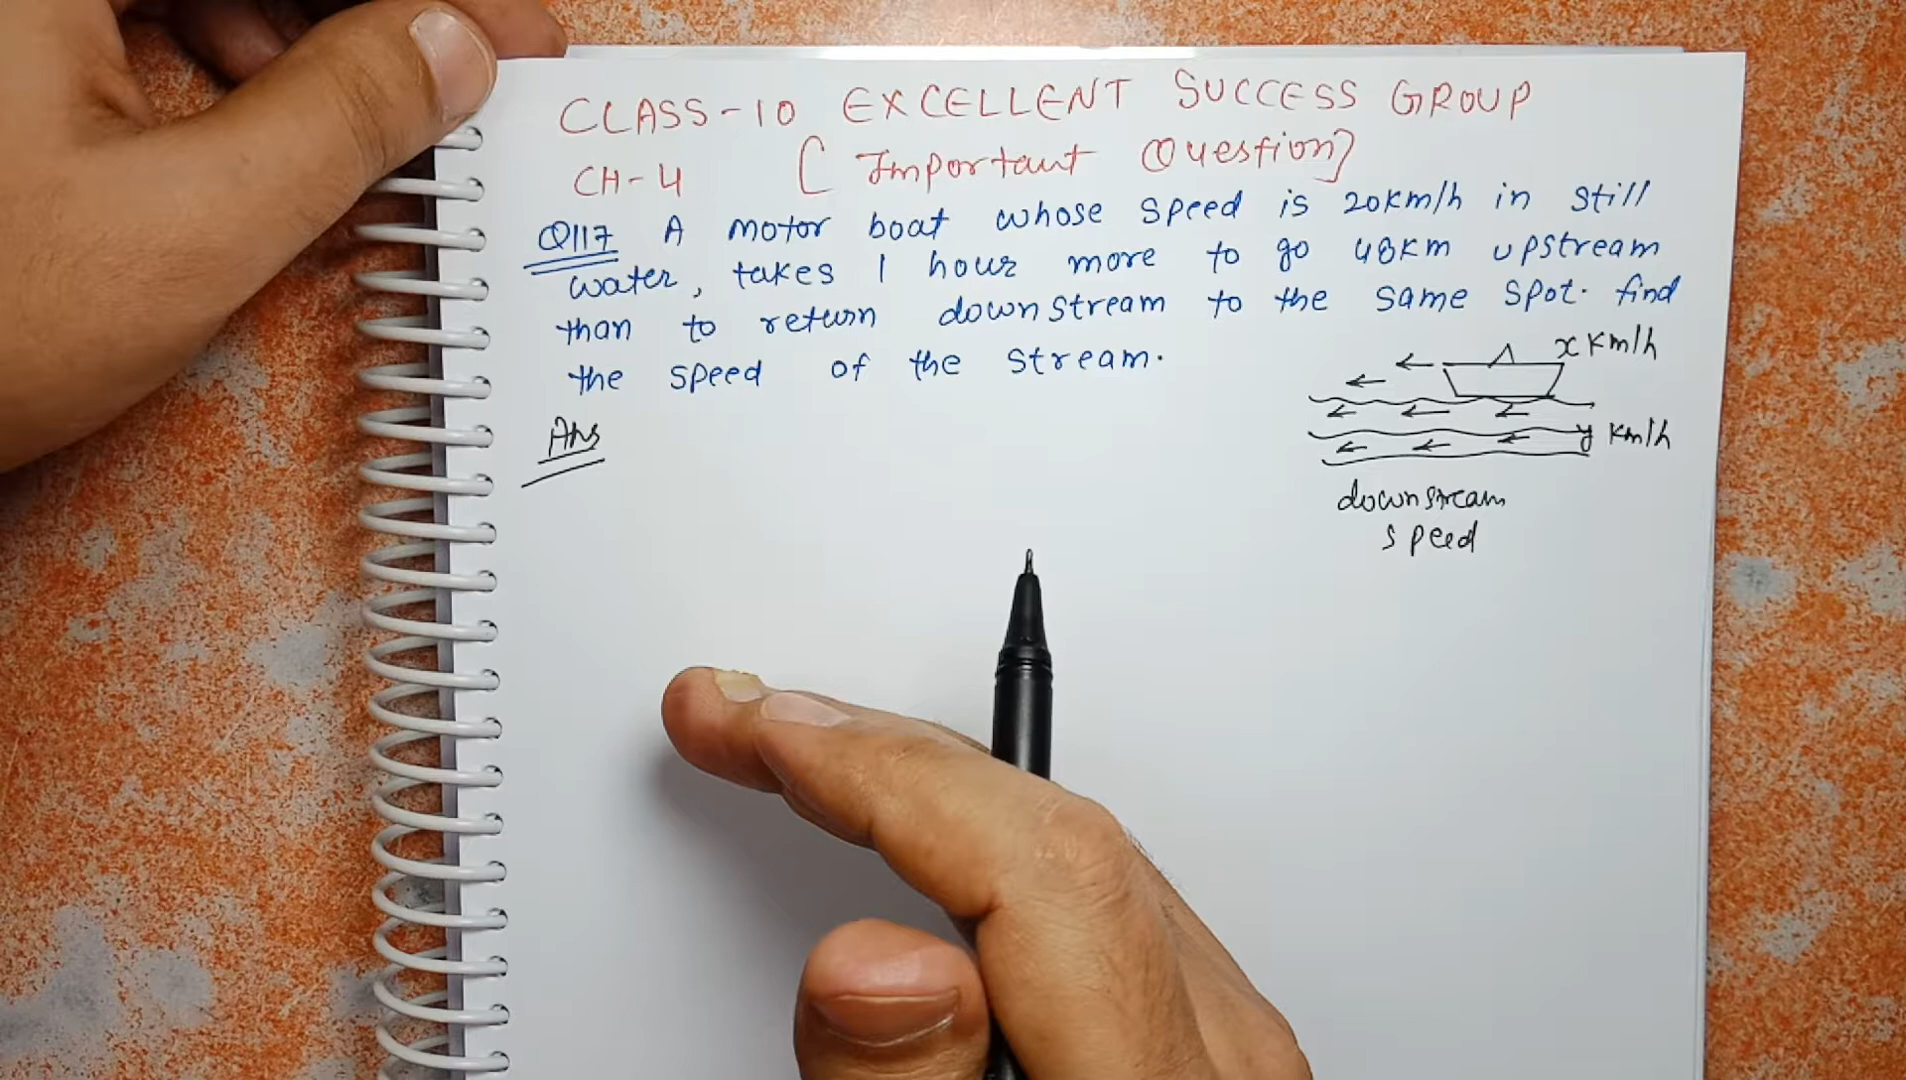 CLASS-10 EXCELLENT SUCCESS GROUP
CH-4 [Important Question]
Q117 A motor boat whose speed is 20km/h in still
water, takes 1 hour more to go 48km upstream
than to return downstream to the same spot. find
the speed of the stream.
x km/h
Ans
y km/h
downstream
speed